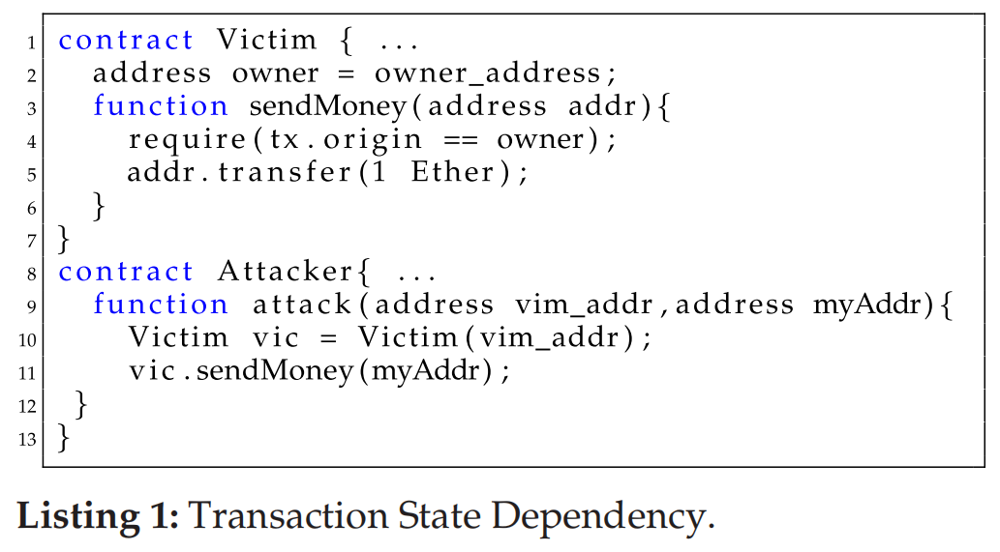 1 contract Victim { ...
2 address owner = owner_address;
3 function sendMoney(address addr){
4 require(tx.origin == owner);
5 addr.transfer(1 Ether);
6 }
7 }
8 contract Attacker{ ...
9 function attack(address vim_addr,address myAddr){
10 Victim vic = Victim(vim_addr);
11 vic.sendMoney(myAddr);
12 }
13 }
Listing 1: Transaction State Dependency.